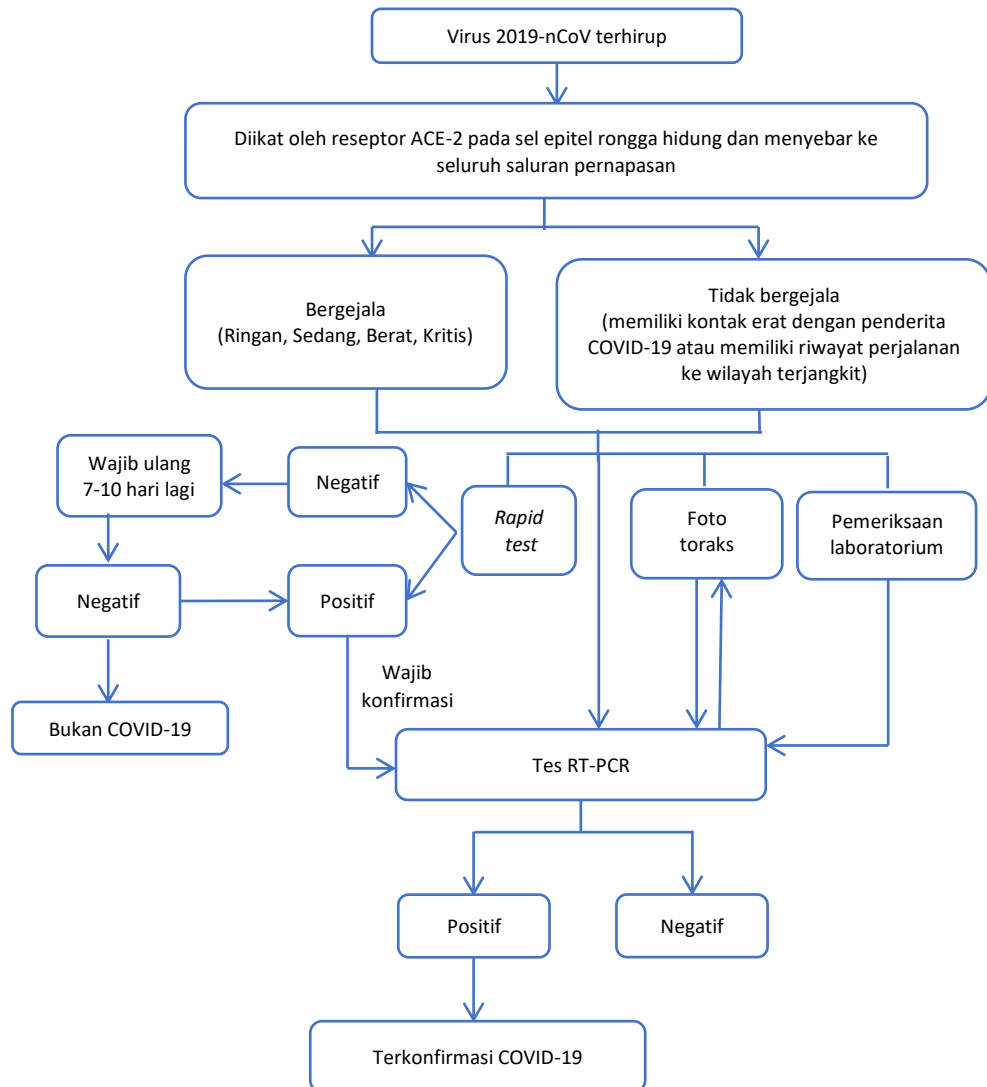 Virus 2019-nCoV terhirup
Diikat oleh reseptor ACE-2 pada sel epitel rongga hidung dan menyebar ke
seluruh saluran pernapasan
Bergejala
(Ringan, Sedang, Berat, Kritis)
Tidak bergejala
(memiliki kontak erat dengan penderita
COVID-19 atau memiliki riwayat perjalanan
ke wilayah terjangkit)
Wajib ulang
7-10 hari lagi
Negatif
Rapid
test
Foto
toraks
Pemeriksaan
laboratorium
Negatif
Positif
Wajib
konfirmasi
Bukan COVID-19
Tes RT-PCR
Positif
Negatif
Terkonfirmasi COVID-19